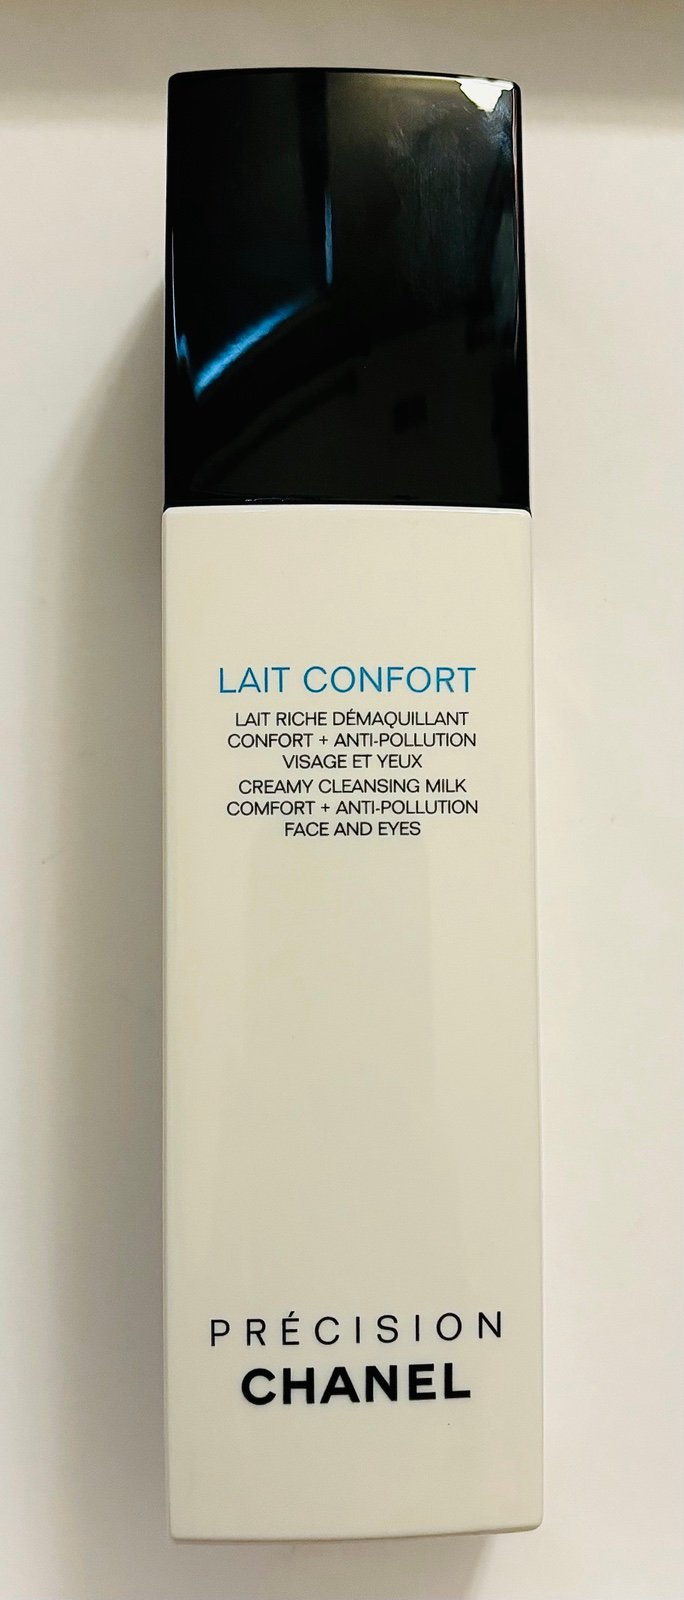 LAIT CONFORT
LAIT RICHE DÉMAQUILLANT
CONFORT + ANTI-POLLUTION
VISAGE ET YEUX
CREAMY CLEANSING MILK
COMFORT + ANTI-POLLUTION
FACE AND EYES
PRÉCISION
CHANEL